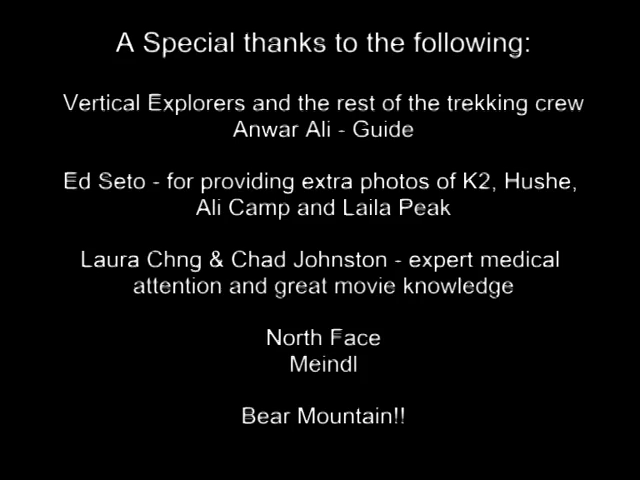 A Special thanks to the following:
Vertical Explorers and the rest of the trekking crew
Anwar Ali - Guide
Ed Seto - for providing extra photos of K2, Hushe,
Ali Camp and Laila Peak
Laura Chng & Chad Johnston - expert medical
attention and great movie knowledge
North Face
Meindl
Bear Mountain!!